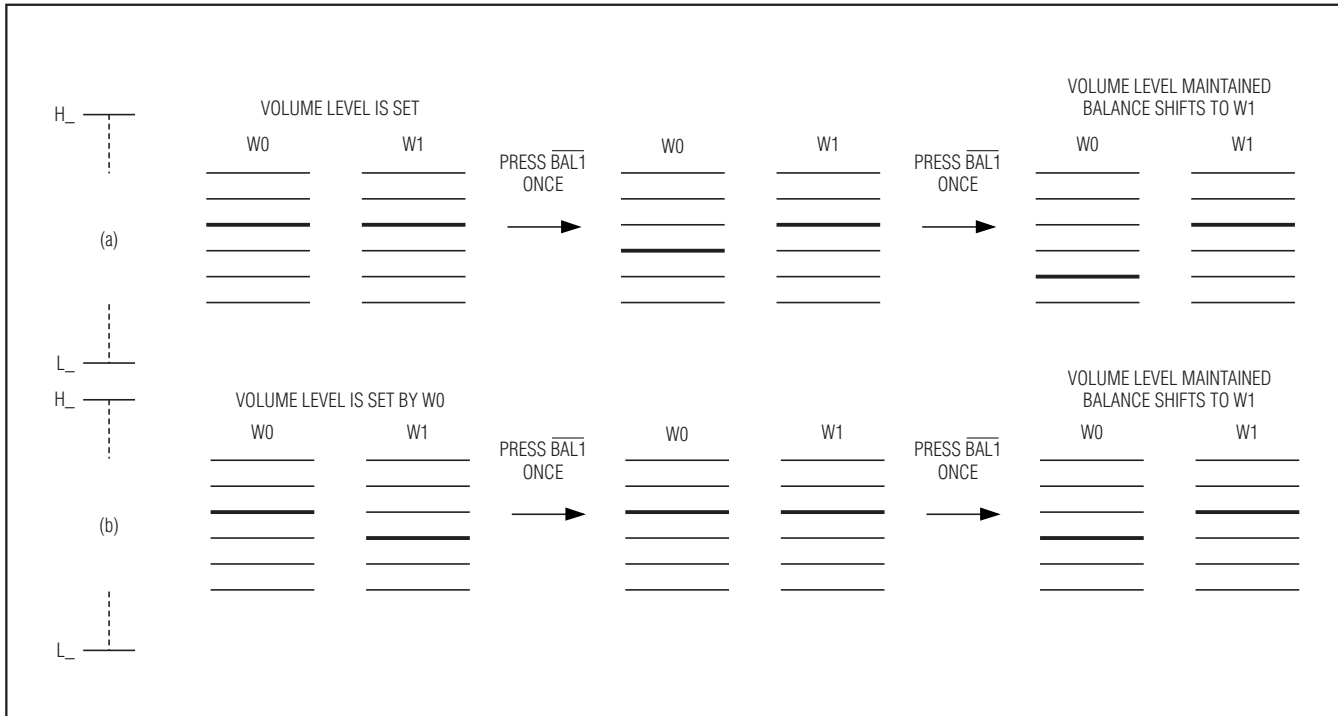 H_
VOLUME LEVEL IS SET
VOLUME LEVEL MAINTAINED
BALANCE SHIFTS TO W1
W0 W1
PRESS BAL1
ONCE
W0 W1
PRESS BAL1
ONCE
W0 W1
(a)
L_
H_
VOLUME LEVEL IS SET BY W0
VOLUME LEVEL MAINTAINED
BALANCE SHIFTS TO W1
W0 W1
PRESS BAL1
ONCE
W0 W1
PRESS BAL1
ONCE
W0 W1
(b)
L_